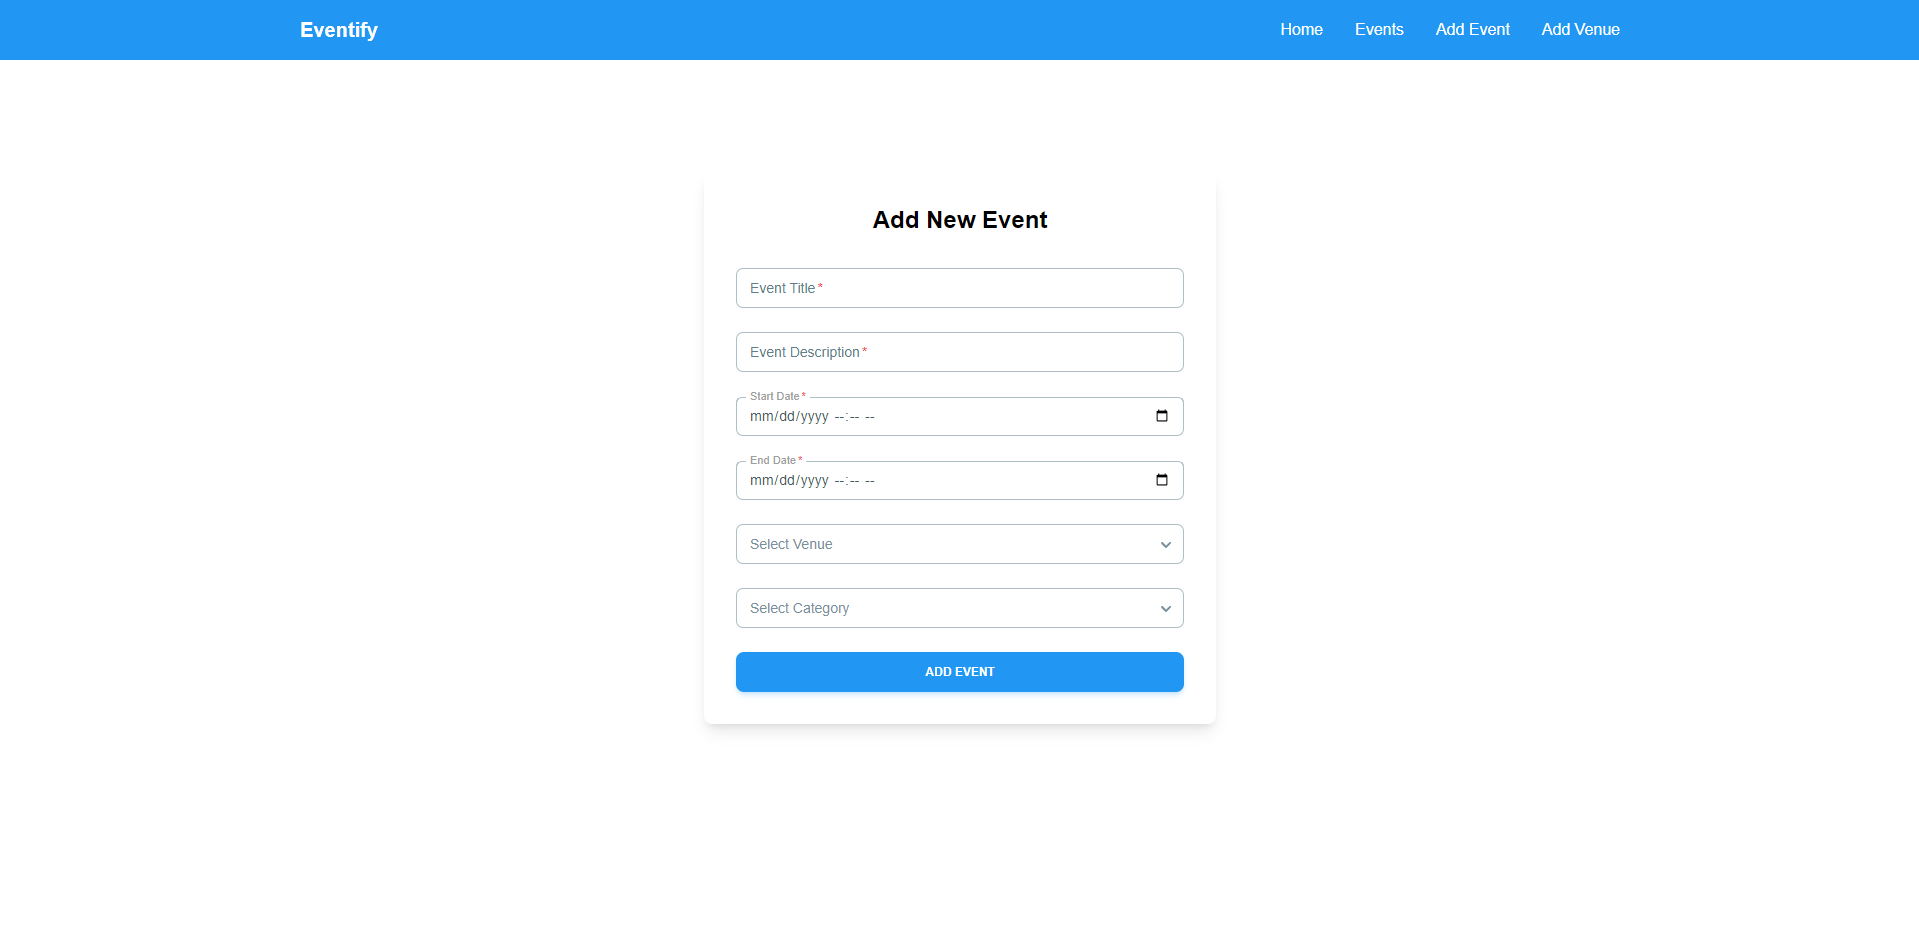 Eventify
Home Events Add Event Add Venue
Add New Event
Event Title*
Event Description*
Start Date*
mm/dd/yyyy --:-- --
End Date*
mm/dd/yyyy --:-- --
Select Venue
Select Category
ADD EVENT